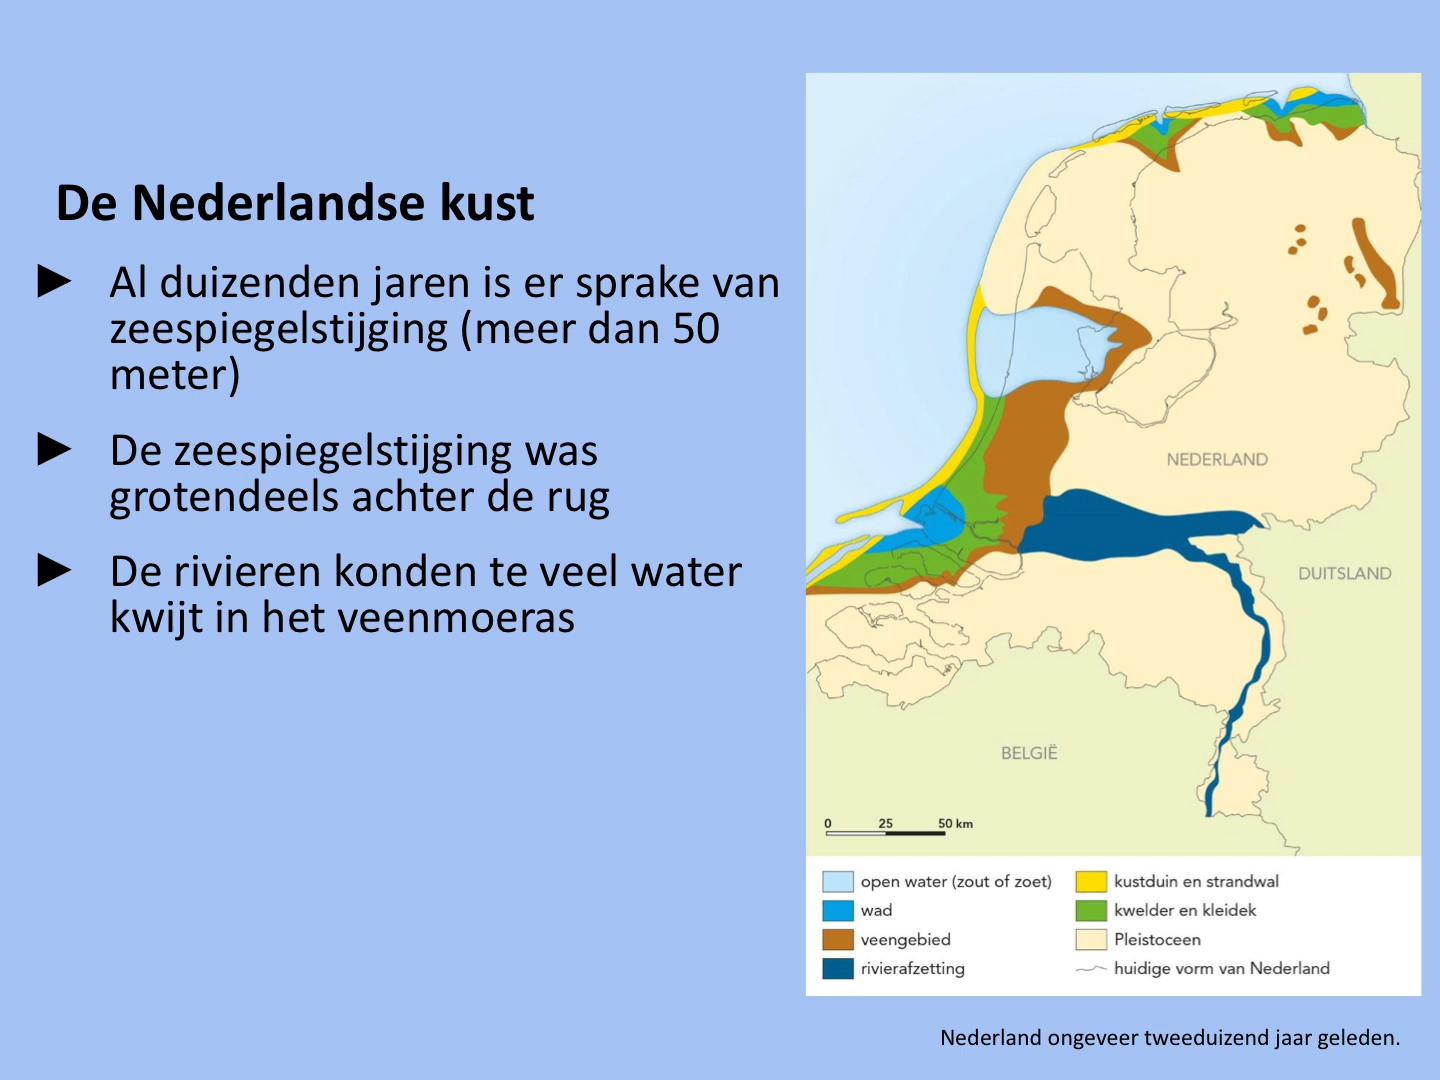 De Nederlandse kust
► Al duizenden jaren is er sprake van
zeespiegelstijging (meer dan 50
meter)
► De zeespiegelstijging was
grotendeels achter de rug
► De rivieren konden te veel water
kwijt in het veenmoeras
NEDERLAND
DUITSLAND
BELGIË
0 25 50 km
open water (zout of zoet)
wad
veengebied
rivierafzetting
kustduin en strandwal
kwelder en kleidek
Pleistoceen
huidige vorm van Nederland
Nederland ongeveer tweeduizend jaar geleden.